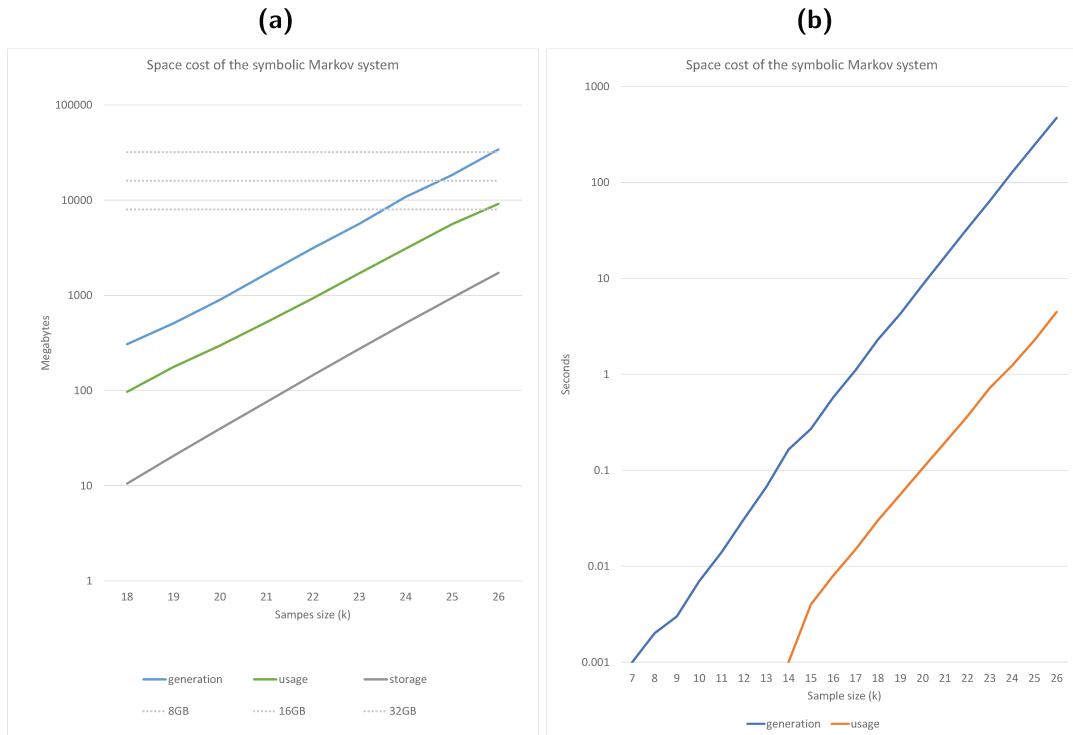 (a)
Space cost of the symbolic Markov system
100000
10000
1000
100
10
1
Megabytes
18 19 20 21 22 23 24 25 26
Sampes size (k)
generation usage storage
8GB 16GB 32GB
(b)
Space cost of the symbolic Markov system
1000
100
10
1
0.1
0.01
0.001
Seconds
7 8 9 10 11 12 13 14 15 16 17 18 19 20 21 22 23 24 25 26
Sample size (k)
generation usage